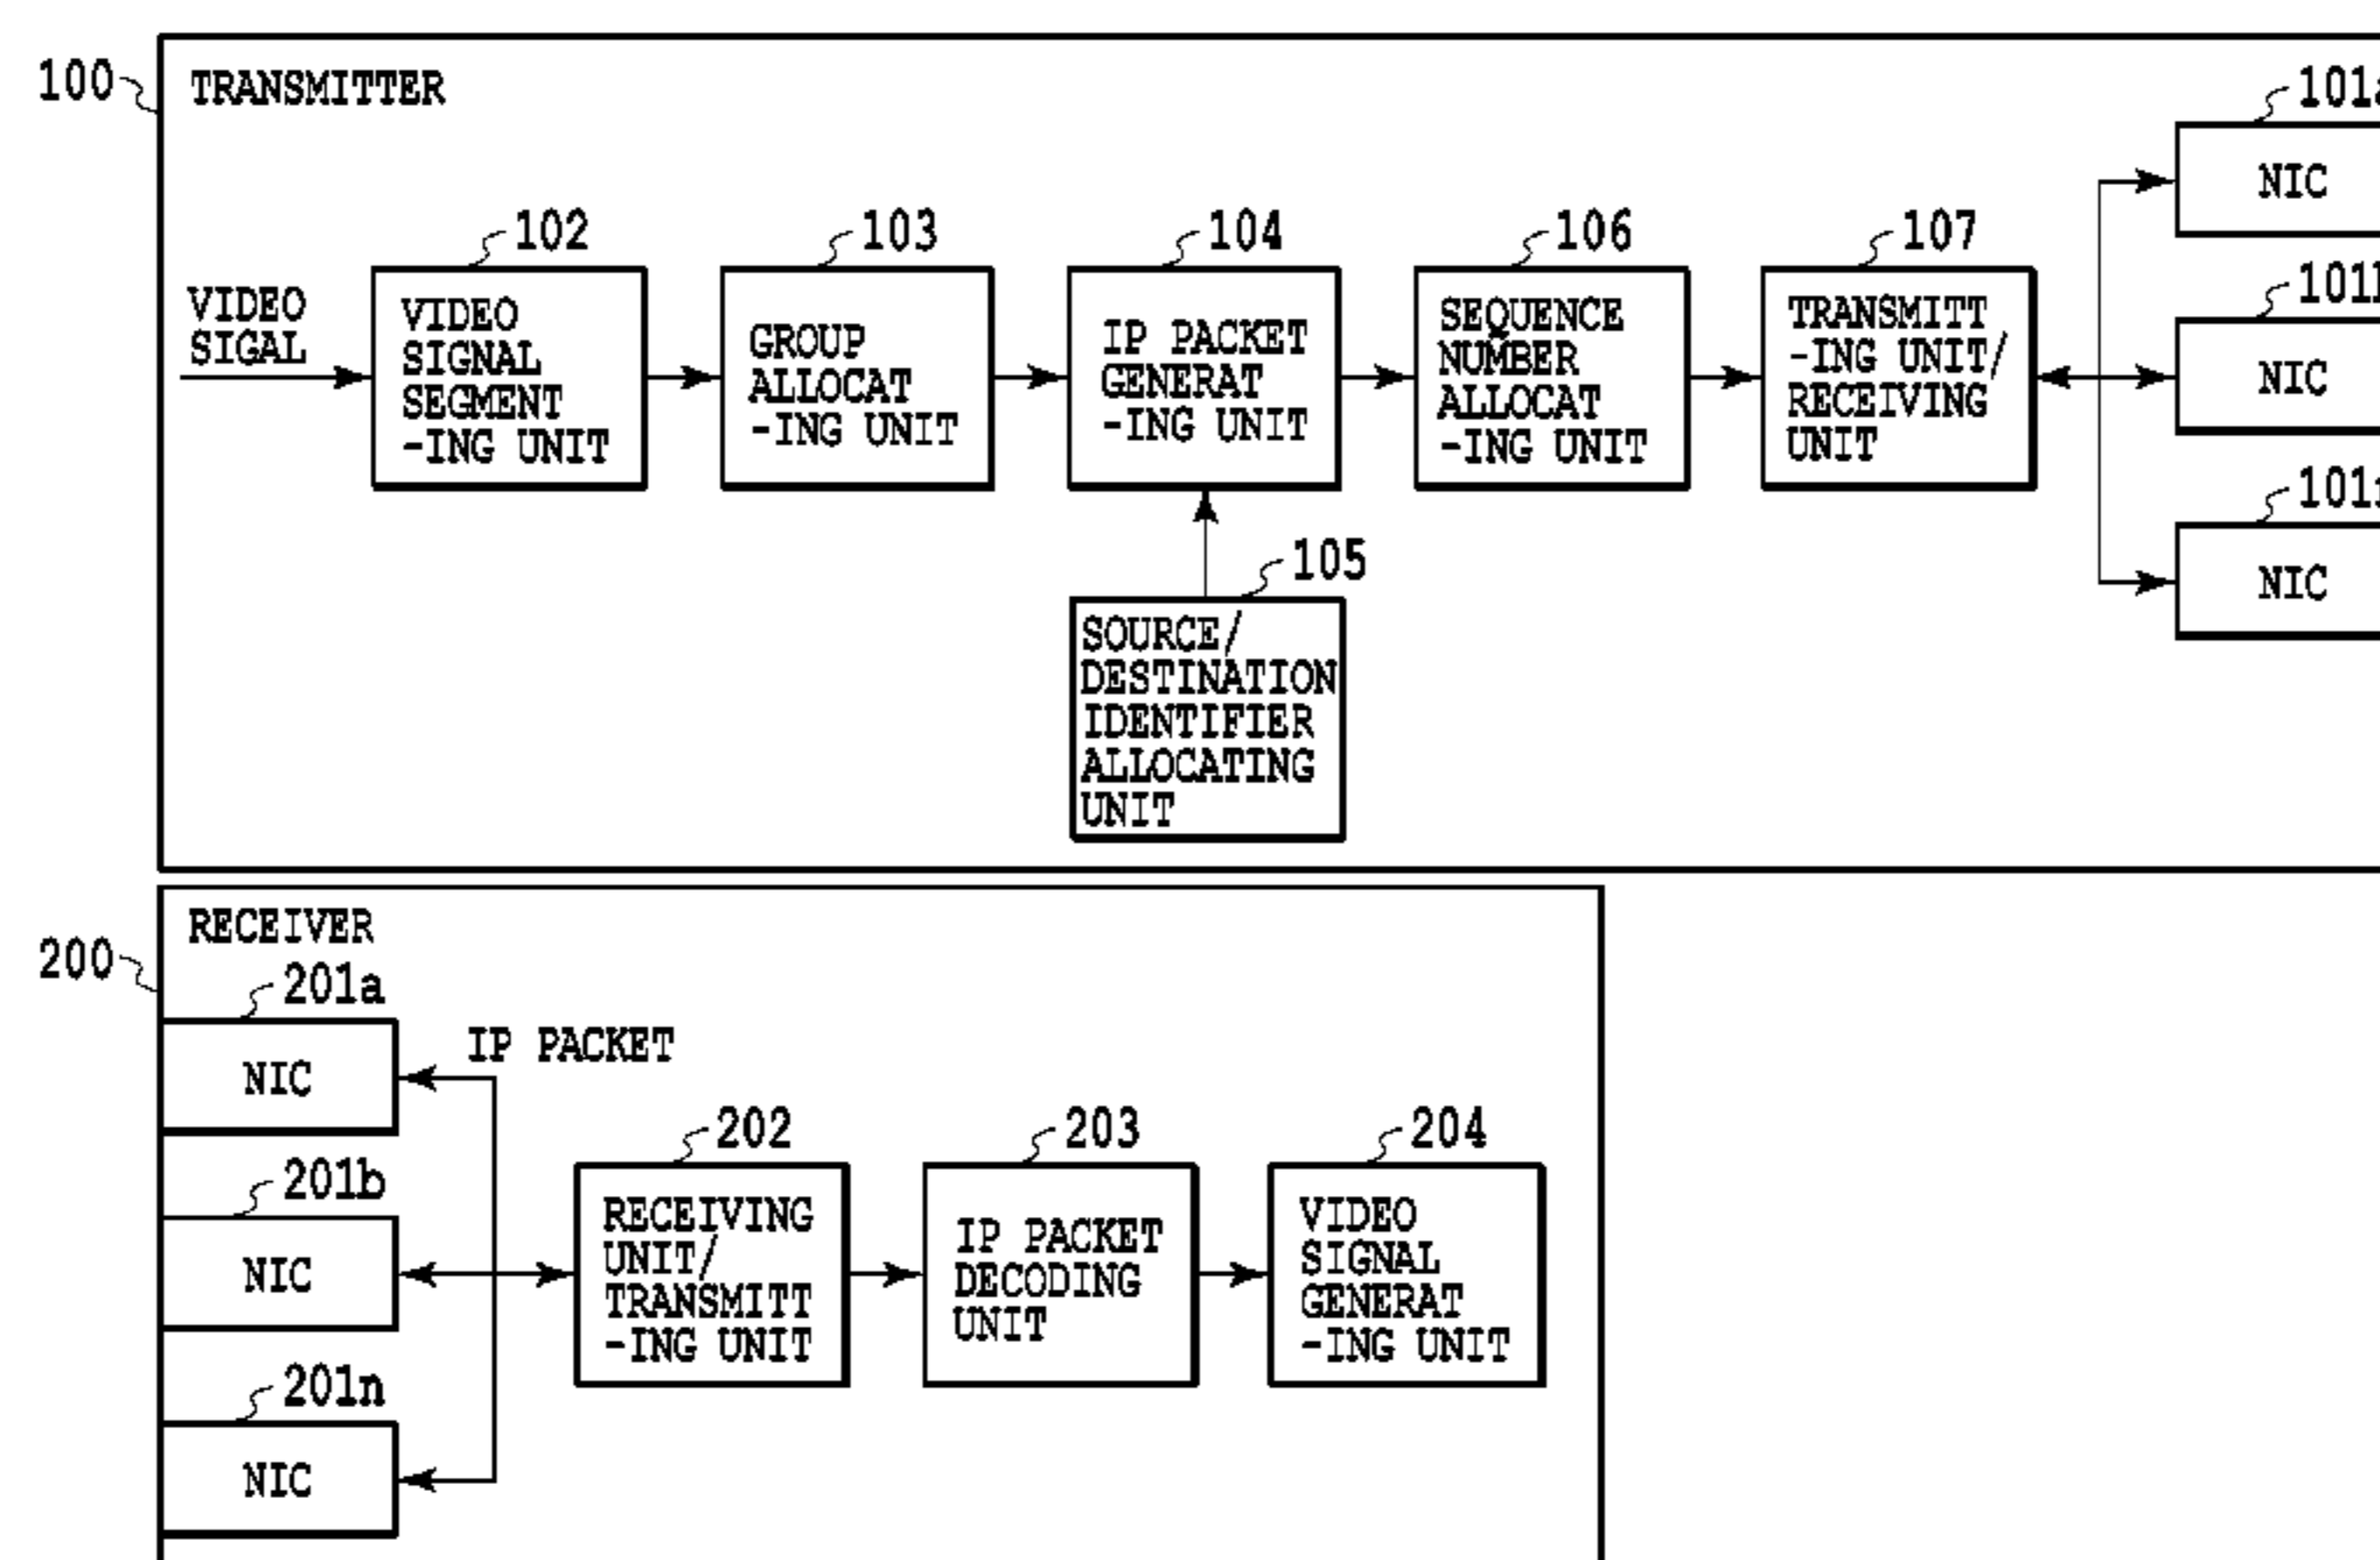 100
TRANSMITTER
VIDEO
SIGAL
102
VIDEO
SIGNAL
SEGMENT
-ING UNIT
103
GROUP
ALLOCAT
-ING UNIT
104
IP PACKET
GENERAT
-ING UNIT
105
SOURCE/
DESTINATION
IDENTIFIER
ALLOCATING
UNIT
106
SEQUENCE
NUMBER
ALLOCAT
-ING UNIT
107
TRANSMITT
-ING UNIT/
RECEIVING
UNIT
NIC
NIC
NIC
200
RECEIVER
201a
NIC
201b
NIC
201n
NIC
IP PACKET
202
RECEIVING
UNIT/
TRANSMITT
-ING UNIT
203
IP PACKET
DECODING
UNIT
204
VIDEO
SIGNAL
GENERAT
-ING UNIT